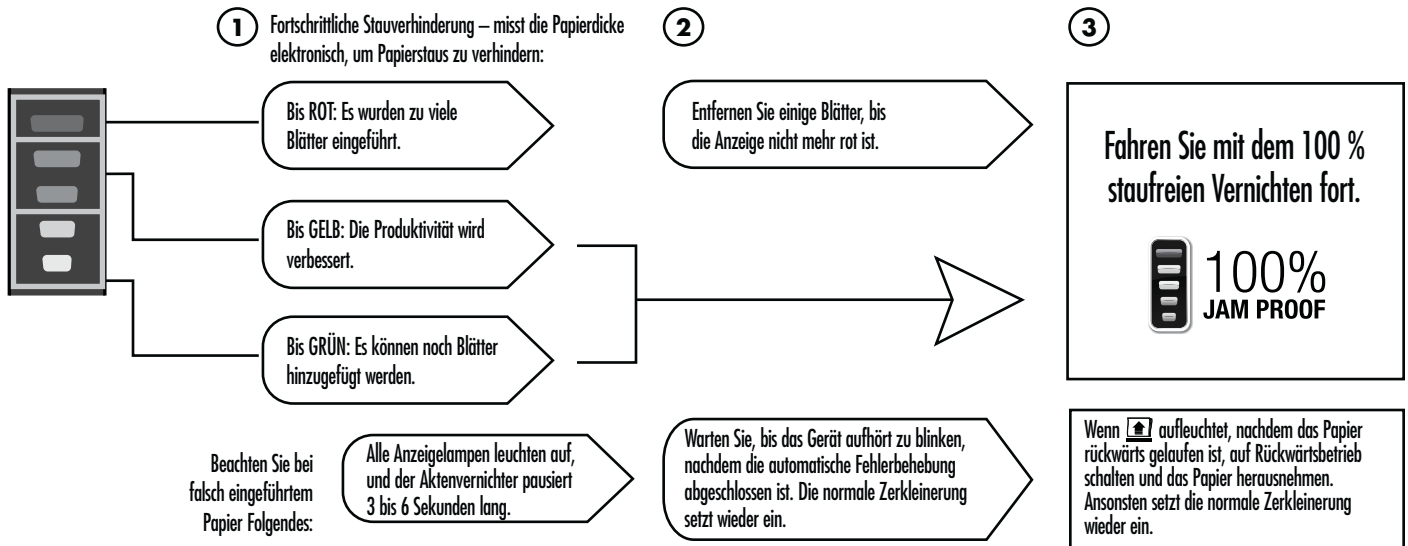 1
Fortschrittliche Stauverhinderung – misst die Papierdicke
elektronisch, um Papierstaus zu verhindern:
Bis ROT: Es wurden zu viele
Blätter eingeführt.
Bis GELB: Die Produktivität wird
verbessert.
Bis GRÜN: Es können noch Blätter
hinzugefügt werden.
2
Entfernen Sie einige Blätter, bis
die Anzeige nicht mehr rot ist.
3
Fahren Sie mit dem 100 %
staufreien Vernichten fort.
100%
JAM PROOF
Beachten Sie bei
falsch eingeführtem
Papier Folgendes:
Alle Anzeigelampen leuchten auf,
und der Aktenvernichter pausiert
3 bis 6 Sekunden lang.
Warten Sie, bis das Gerät aufhört zu blinken,
nachdem die automatische Fehlerbehebung
abgeschlossen ist. Die normale Zerkleinerung
setzt wieder ein.
Wenn aufleuchtet, nachdem das Papier
rückwärts gelaufen ist, auf Rückwärtsbetrieb
schalten und das Papier herausnehmen.
Ansonsten setzt die normale Zerkleinerung
wieder ein.